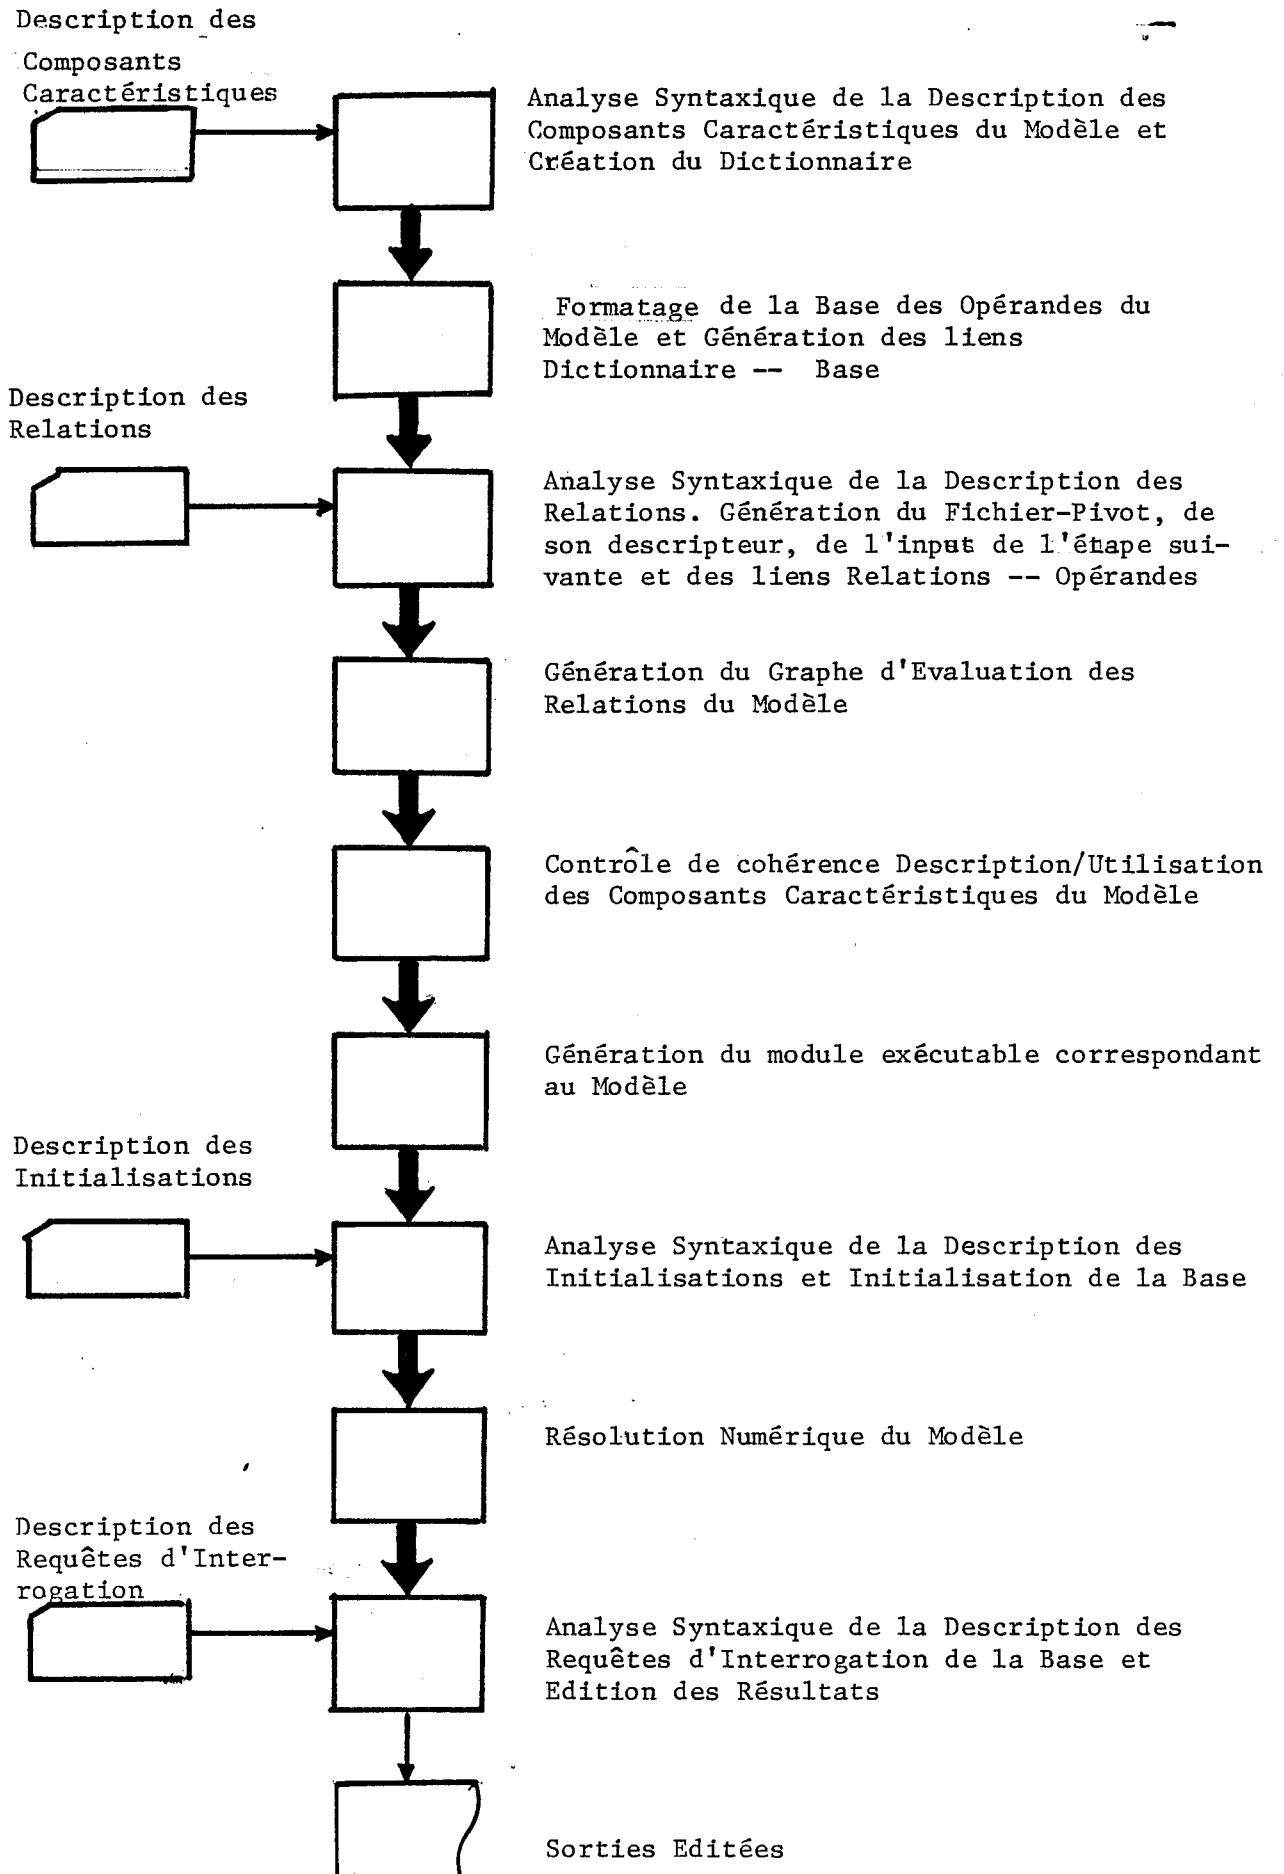 Description des
Composants
Caractéristiques
Analyse Syntaxique de la Description des
Composants Caractéristiques du Modèle et
Création du Dictionnaire
Formatage de la Base des Opérandes du
Modèle et Génération des liens
Dictionnaire -- Base
Description des
Relations
Analyse Syntaxique de la Description des
Relations. Génération du Fichier-Pivot, de
son descripteur, de l'input de l'étape sui-
vante et des liens Relations -- Opérandes
Génération du Graphe d'Evaluation des
Relations du Modèle
Contrôle de cohérence Description/Utilisation
des Composants Caractéristiques du Modèle
Génération du module exécutable correspondant
au Modèle
Description des
Initialisations
Analyse Syntaxique de la Description des
Initialisations et Initialisation de la Base
Résolution Numérique du Modèle
Description des
Requêtes d'Inter-
rogation
Analyse Syntaxique de la Description des
Requêtes d'Interrogation de la Base et
Edition des Résultats
Sorties Editées